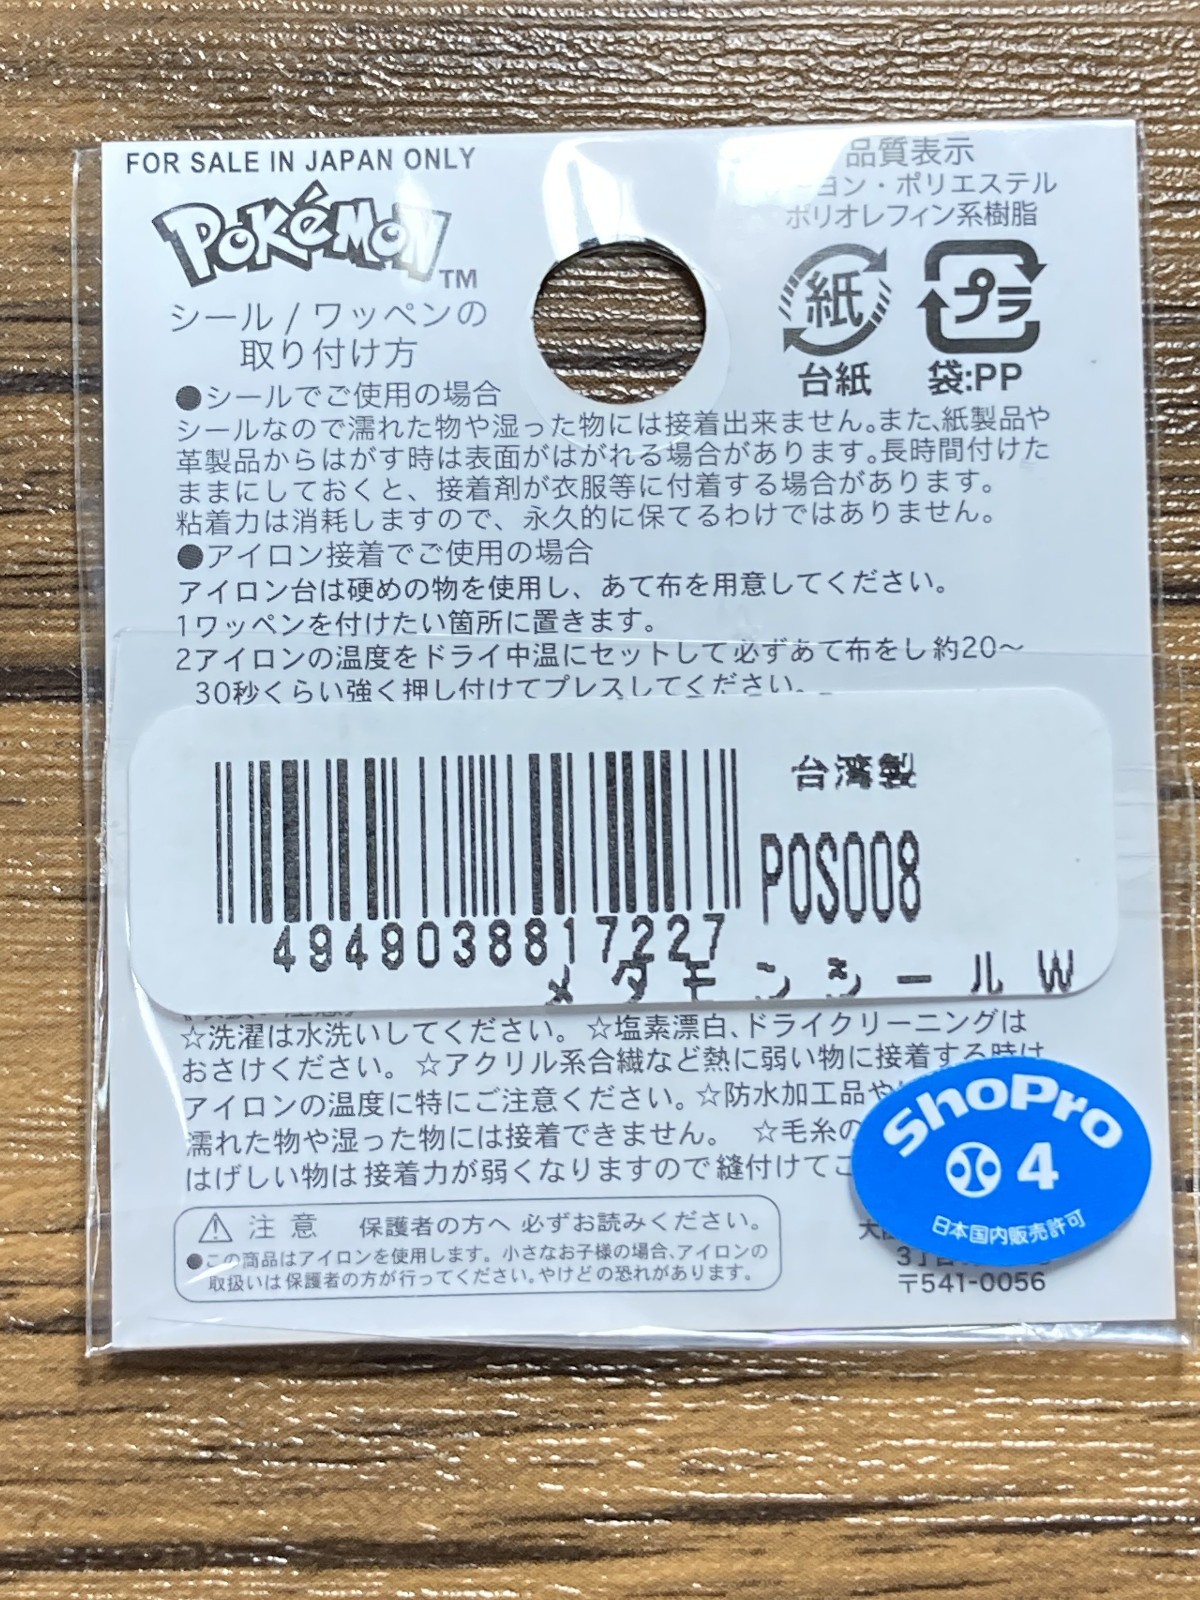 FOR SALE IN JAPAN ONLY
POKéMON TM
シール / ワッペンの
取り付け方
品質表示
ヨン・ポリエステル
ポリオレフィン系樹脂
紙
台紙
プラ
袋:PP
●シールでご使用の場合
シールなので濡れた物や湿った物には接着出来ません。また、紙製品や
革製品からはがす時は表面がはがれる場合があります。長時間付けた
ままにしておくと、接着剤が衣服等に付着する場合があります。
粘着力は消耗しますので、永久的に保てるわけではありません。
●アイロン接着でご使用の場合
アイロン台は硬めの物を使用し、あて布を用意してください。
1ワッペンを付けたい箇所に置きます。
2アイロンの温度をドライ中温にセットして必ずあて布をし約20～
30秒くらい強く押し付けてプレスしてください。
台湾製
POS008
4949038817227
メタモンシールW
☆洗濯は水洗いしてください。☆塩素漂白、ドライクリーニングは
おさけください。☆アクリル系合繊など熱に弱い物に接着する時は
アイロンの温度に特にご注意ください。☆防水加工品や
濡れた物や湿った物には接着できません。 ☆毛糸の
はげしい物は接着力が弱くなりますので縫付けてご
ShoPro
4
日本国内販売許可
⚠ 注意 保護者の方へ 必ずお読みください。
●この商品はアイロンを使用します。小さなお子様の場合、アイロンの
取扱いは保護者の方が行ってください。やけどの恐れがあります。
3丁目
〒541-0056